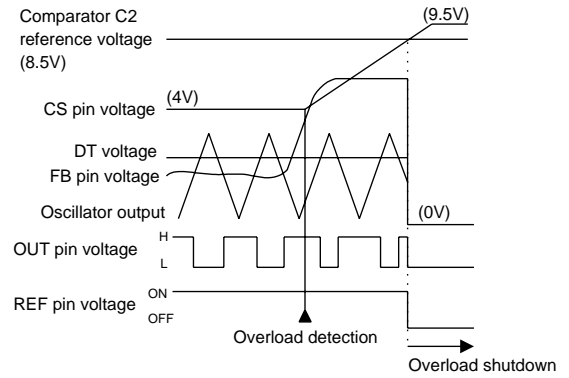 Comparator C2
reference voltage
(8.5V)
(9.5V)
CS pin voltage
(4V)
DT voltage
FB pin voltage
Oscillator output
(0V)
OUT pin voltage
H
L
REF pin voltage
ON
OFF
Overload detection
Overload shutdown